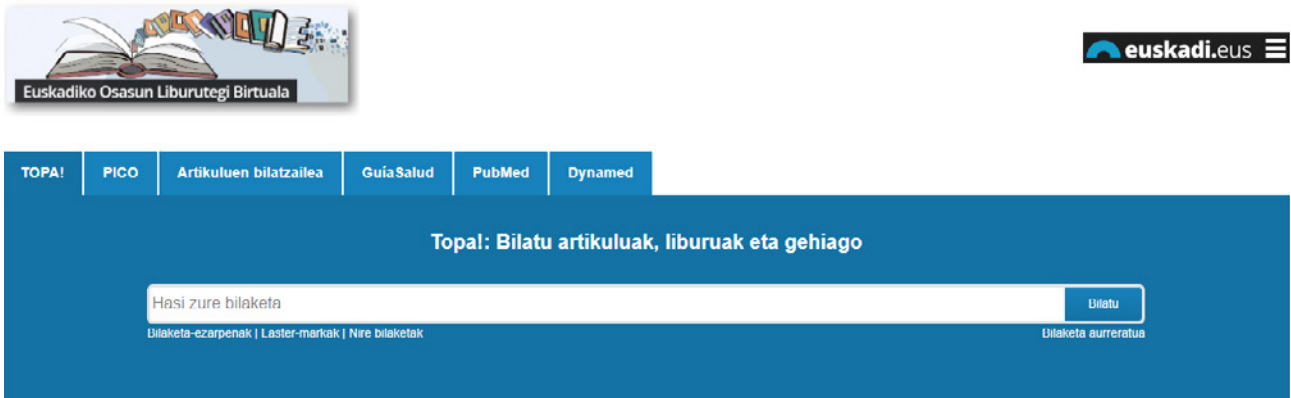 Euskadiko Osasun Liburutegi Birtuala
euskadi.eus
TOPA! PICO Artikuluen bilatzailea GuíaSalud PubMed Dynamed
Topa!: Bilatu artikuluak, liburuak eta gehiago
Hasi zure bilaketa Bilatu
Bilaketa-ezarpenak | Laster-markak | Nire bilaketak Bilaketa aurreratua